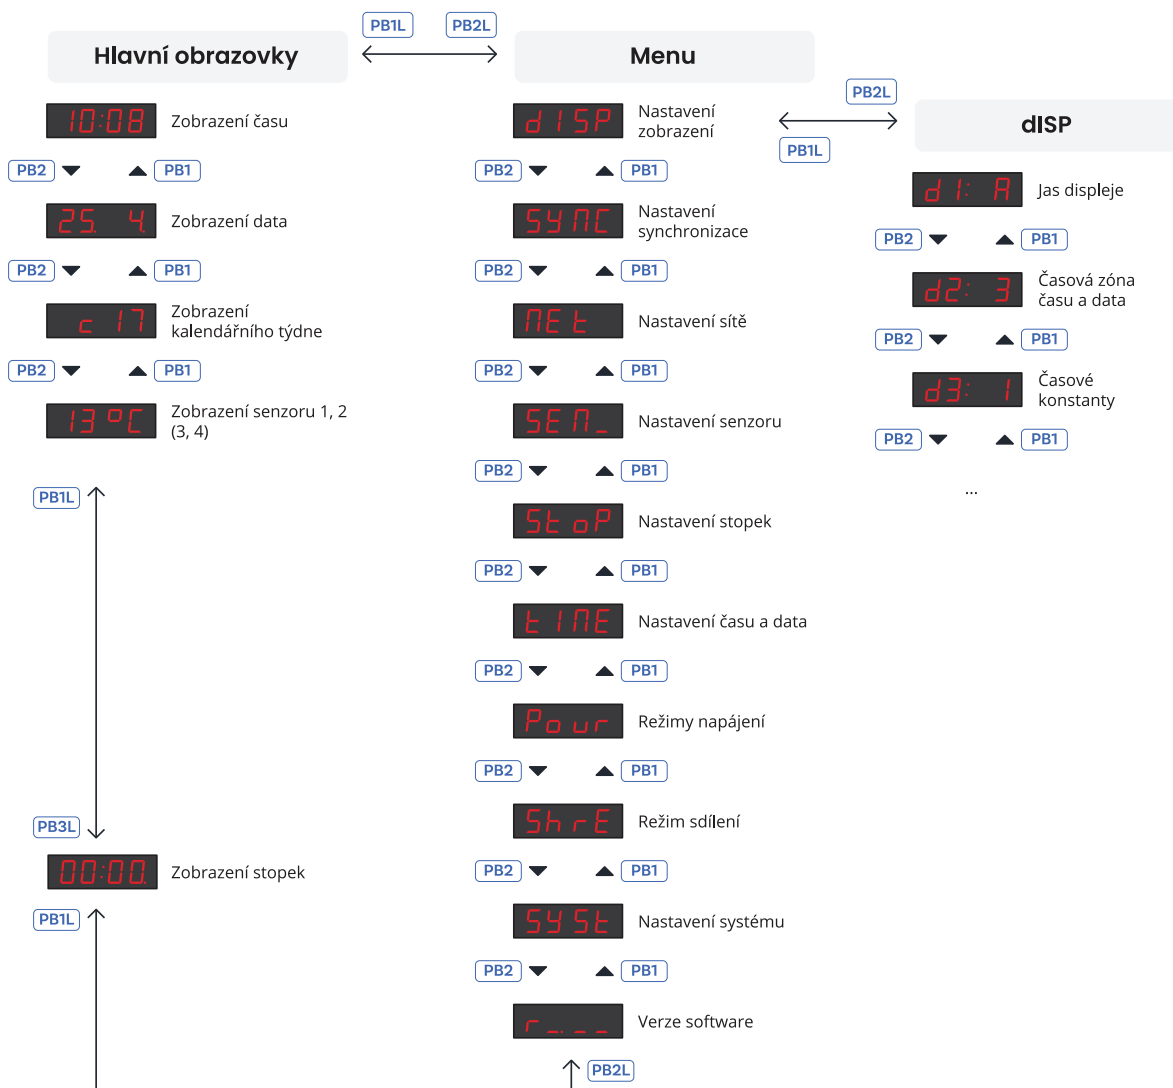 PB1L PB2L
Hlavní obrazovky
Menu
PB2L
PB1L
dISP
10:08 Zobrazení času
PB2 PB1
25. 4. Zobrazení data
PB2 PB1
c 17 Zobrazení
kalendářního týdne
PB2 PB1
13 °C Zobrazení senzoru 1, 2
(3, 4)
PB1L
PB3L
00:00. Zobrazení stopek
PB1L
dISP Nastavení
zobrazení
PB2 PB1
SYNC Nastavení
synchronizace
PB2 PB1
NEt Nastavení sítě
PB2 PB1
SEN_ Nastavení senzoru
PB2 PB1
StoP Nastavení stopek
PB2 PB1
tIME Nastavení času a data
PB2 PB1
Pour Režimy napájení
PB2 PB1
ShrE Režim sdílení
PB2 PB1
SYSt Nastavení systému
PB2 PB1
r_._ _ Verze software
PB2L
d1: A Jas displeje
PB2 PB1
d2: 3 Časová zóna
času a data
PB2 PB1
d3: 1 Časové
konstanty
PB2 PB1
...